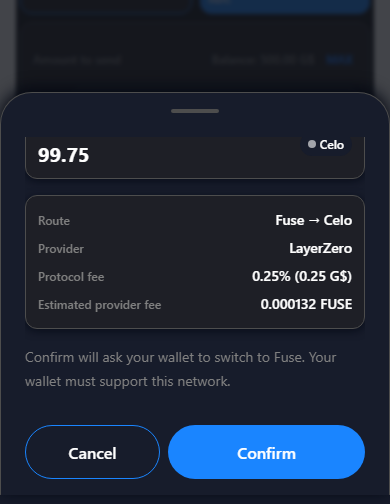 Celo
99.75
Route
Fuse → Celo
Provider
LayerZero
Protocol fee
0.25% (0.25 G$)
Estimated provider fee
0.000132 FUSE
Confirm will ask your wallet to switch to Fuse. Your
wallet must support this network.
Cancel
Confirm